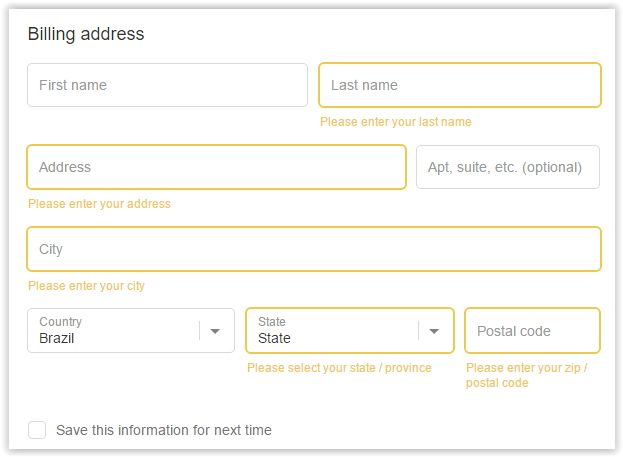 Billing address
First name
Last name
Please enter your last name
Address
Apt, suite, etc. (optional)
Please enter your address
City
Please enter your city
Country
Brazil
State
State
Postal code
Please select your state / province
Please enter your zip /
postal code
Save this information for next time